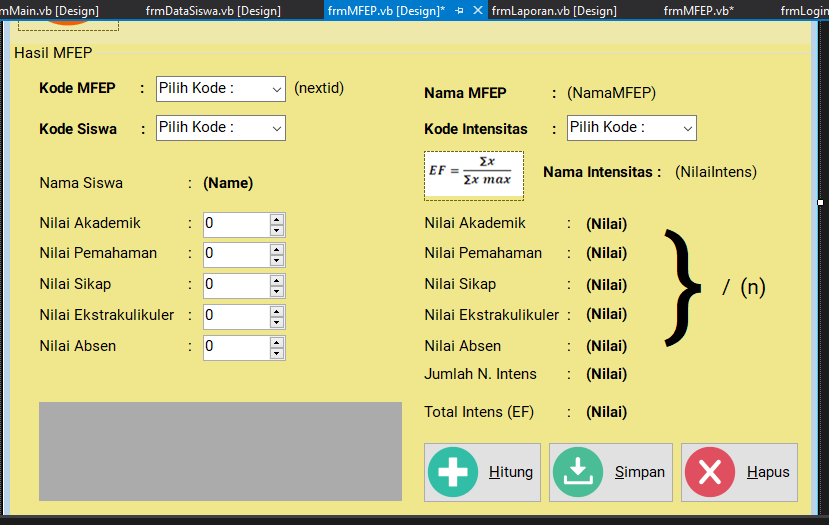 rmMain.vb [Design] frmDataSiswa.vb [Design] frmMFEP.vb [Design]* frmLaporan.vb [Design] frmMFEP.vb* frmLogin
Hasil MFEP
Kode MFEP : Pilih Kode : (nextid)
Kode Siswa : Pilih Kode :
Nama Siswa : (Name)
Nilai Akademik : 0
Nilai Pemahaman : 0
Nilai Sikap : 0
Nilai Ekstrakulikuler : 0
Nilai Absen : 0
Nama MFEP : (NamaMFEP)
Kode Intensitas : Pilih Kode :
EF = Σx / Σx max
Nama Intensitas : (NilaiIntens)
Nilai Akademik : (Nilai)
Nilai Pemahaman : (Nilai)
Nilai Sikap : (Nilai)
Nilai Ekstrakulikuler : (Nilai)
Nilai Absen : (Nilai)
} / (n)
Jumlah N. Intens : (Nilai)
Total Intens (EF) : (Nilai)
Hitung Simpan Hapus